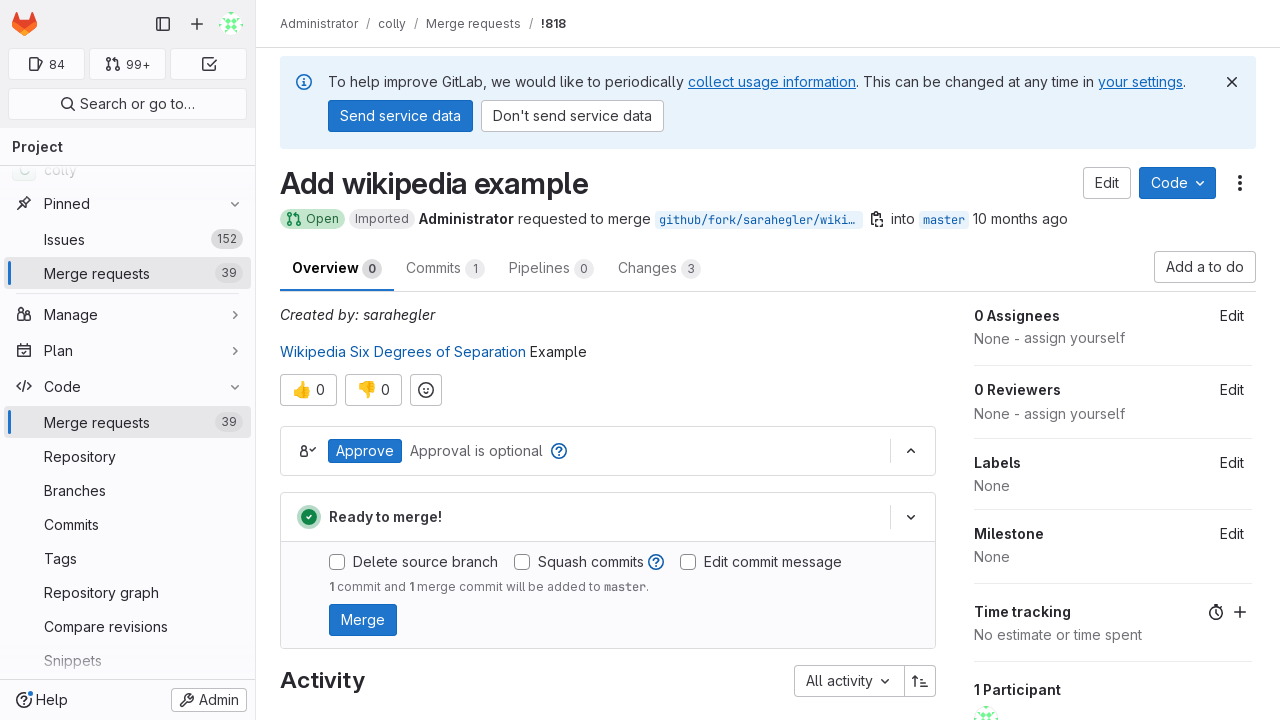 Administrator / colly / Merge requests / !818
84
99+
Search or go to…
Project
colly
Pinned
Issues 152
Merge requests 39
Manage
Plan
Code
Merge requests 39
Repository
Branches
Commits
Tags
Repository graph
Compare revisions
Snippets
Help
Admin
To help improve GitLab, we would like to periodically collect usage information. This can be changed at any time in your settings.
Send service data
Don't send service data
Add wikipedia example
Edit
Code
Open Imported Administrator requested to merge github/fork/sarahegler/wiki… into master 10 months ago
Overview 0
Commits 1
Pipelines 0
Changes 3
Add a to do
Created by: sarahegler
Wikipedia Six Degrees of Separation Example
👍 0
👎 0
Approve Approval is optional
Ready to merge!
Delete source branch
Squash commits
Edit commit message
1 commit and 1 merge commit will be added to master.
Merge
Activity
All activity
0 Assignees Edit
None - assign yourself
0 Reviewers Edit
None - assign yourself
Labels Edit
None
Milestone Edit
None
Time tracking
No estimate or time spent
1 Participant